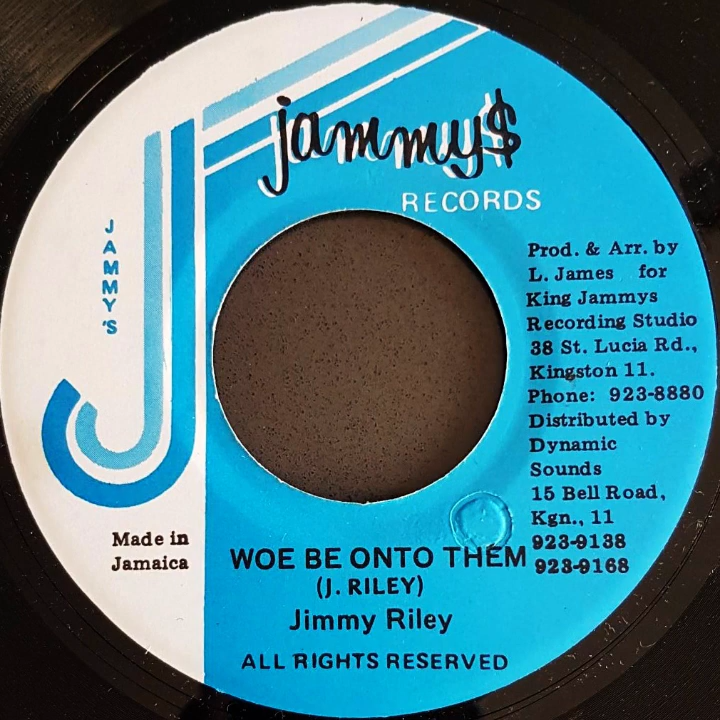 jammy$
RECORDS
JAMMY'S
Prod. & Arr. by
L. James for
King Jammys
Recording Studio
38 St. Lucia Rd.,
Kingston 11.
Phone: 923-8880
Distributed by
Dynamic
Sounds
15 Bell Road,
Kgn., 11
923-9138
923-9168
Made in
Jamaica
WOE BE ONTO THEM
(J. RILEY)
Jimmy Riley
ALL RIGHTS RESERVED